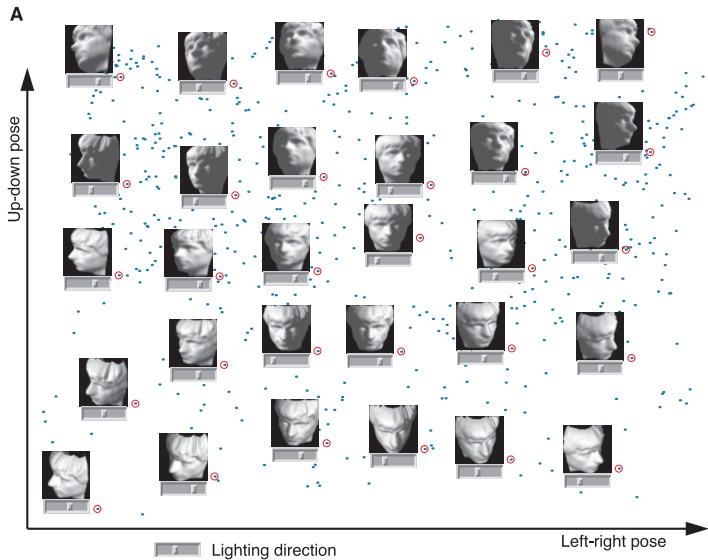 A
Up-down pose
Left-right pose
Lighting direction